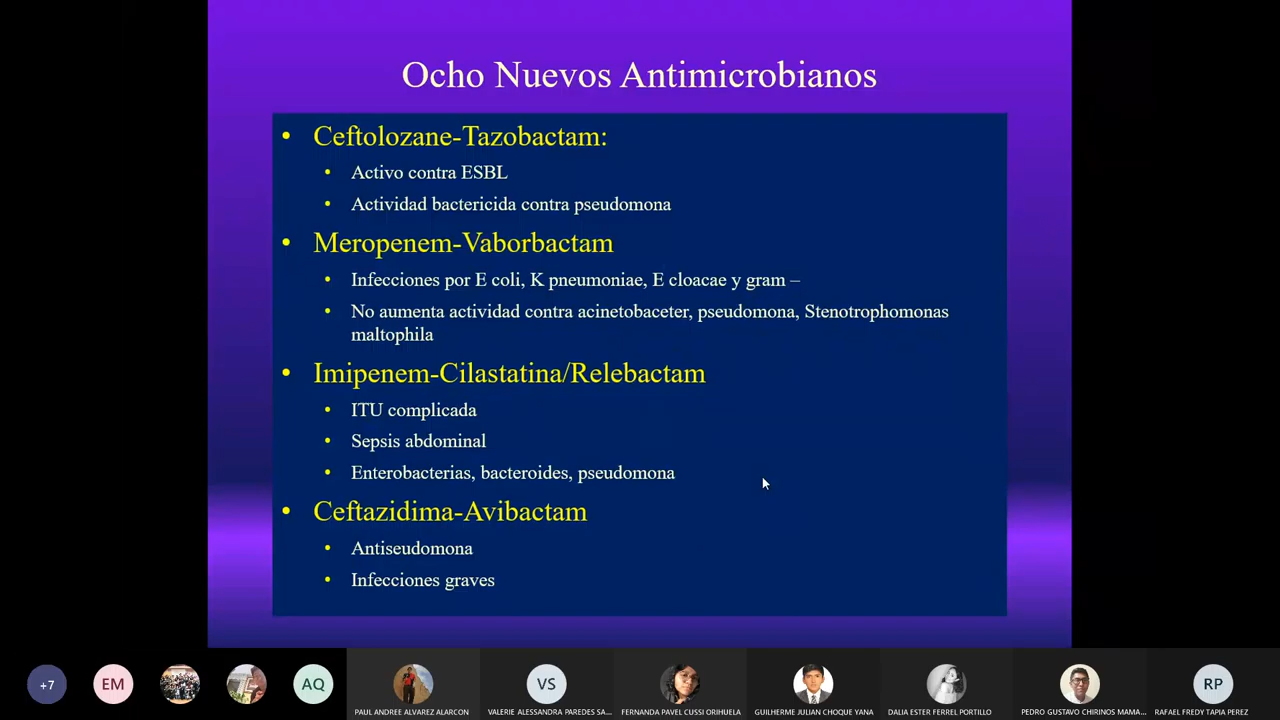 Ocho Nuevos Antimicrobianos
• Ceftolozane-Tazobactam:
• Activo contra ESBL
• Actividad bactericida contra pseudomona
• Meropenem-Vaborbactam
• Infecciones por E coli, K pneumoniae, E cloacae y gram –
• No aumenta actividad contra acinetobaceter, pseudomona, Stenotrophomonas
maltophila
• Imipenem-Cilastatina/Relebactam
• ITU complicada
• Sepsis abdominal
• Enterobacterias, bacteroides, pseudomona
• Ceftazidima-Avibactam
• Antiseudomona
• Infecciones graves
+7 EM AQ VS RP
PAUL ANDREE ALVAREZ ALARCON VALERIE ALESSANDRA PAREDES SA... FERNANDA PAVEL CUSSI ORIHUELA GUILHERME JULIAN CHOQUE YANA DALIA ESTER FERREL PORTILLO PEDRO GUSTAVO CHIRINOS MAMA... RAFAEL FREDY TAPIA PEREZ